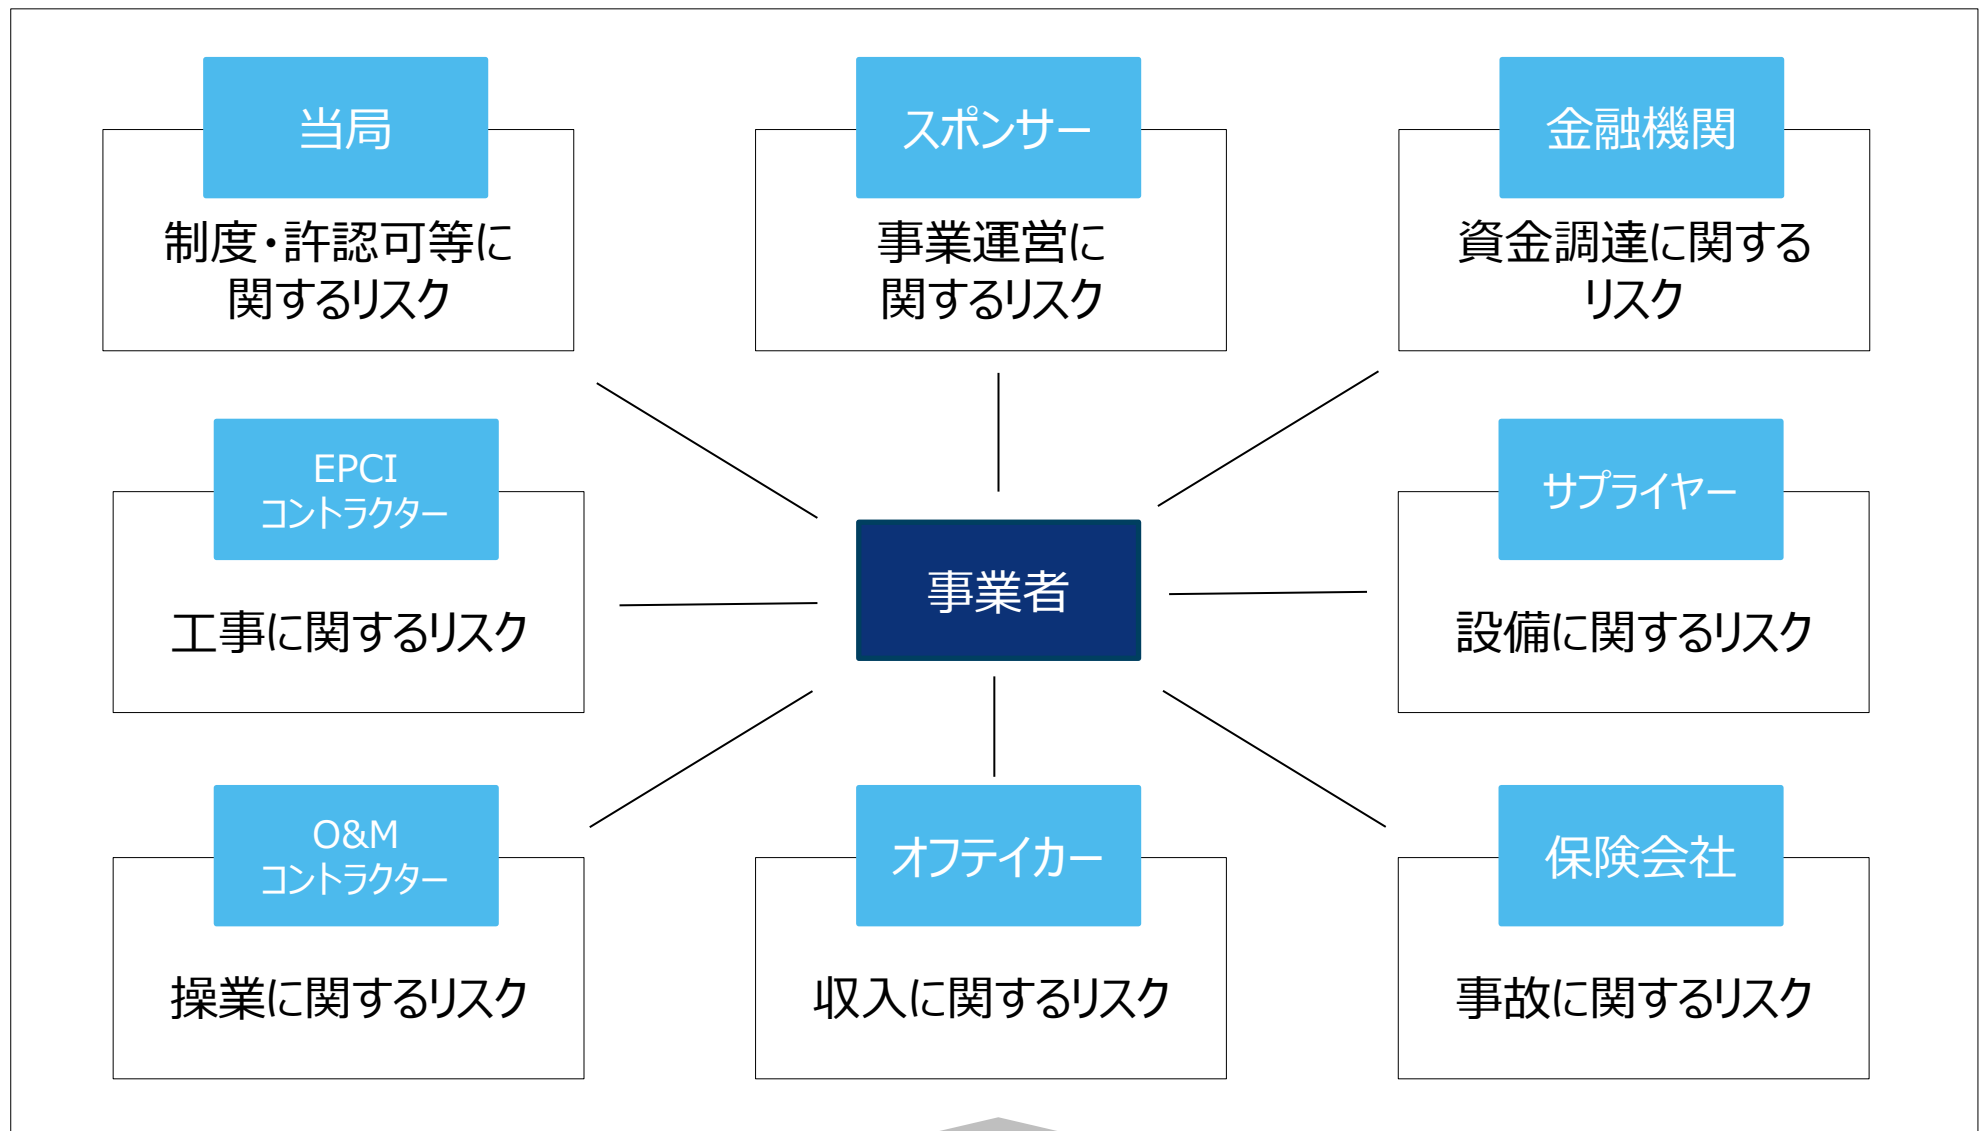 当局
制度・許認可等に
関するリスク
スポンサー
事業運営に
関するリスク
金融機関
資金調達に関する
リスク
EPCI
コントラクター
工事に関するリスク
事業者
サプライヤー
設備に関するリスク
O&M
コントラクター
操業に関するリスク
オフテイカー
収入に関するリスク
保険会社
事故に関するリスク